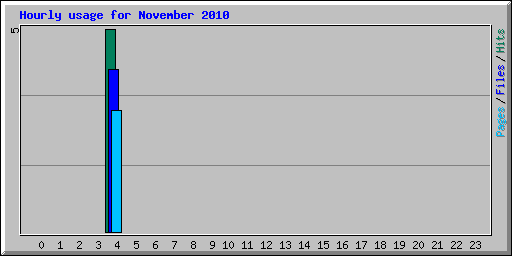 Hourly usage for November 2010
5
Pages/Files/Hits
0 1 2 3 4 5 6 7 8 9 10 11 12 13 14 15 16 17 18 19 20 21 22 23